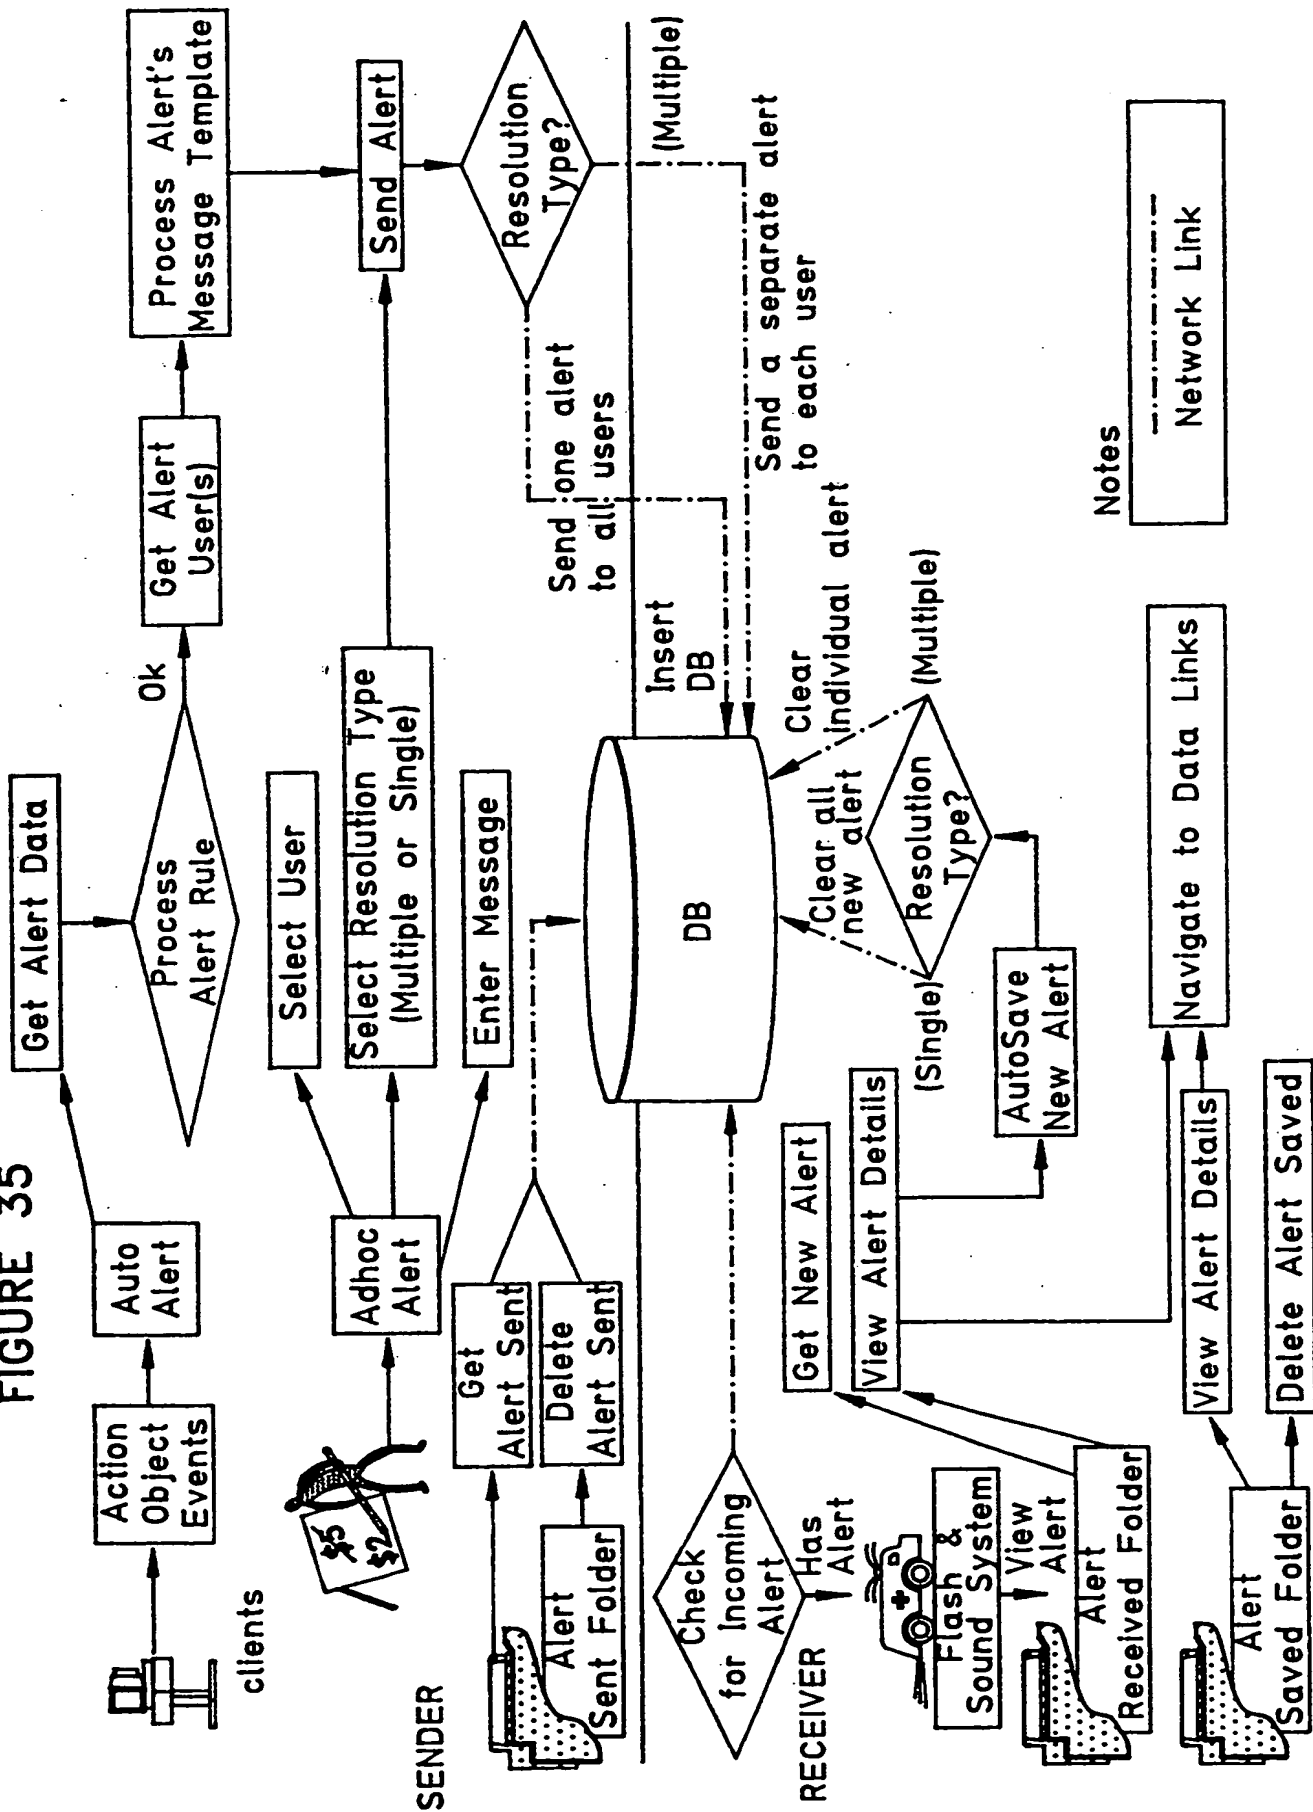 FIGURE 35
clients
Action
Object
Events
Auto
Alert
Get Alert Data
Process
Alert Rule
Ok
Get Alert
User(s)
Process Alert's
Message Template
$5
$2
Adhoc
Alert
Select User
Select Resolution Type
(Multiple or Single)
Enter Message
Send Alert
Resolution
Type?
SENDER
Alert
Sent Folder
Get
Alert Sent
Delete
Alert Sent
Send one alert
to all users
(Multiple)
Insert
DB
DB
Send a separate alert
to each user
Check
for Incoming
Alert
RECEIVER
Has
Alert
Flash &
Sound System
View
Alert
Alert
Received Folder
Get New Alert
View Alert Details
AutoSave
New Alert
Resolution
Type?
(Single)
(Multiple)
Clear all
new alert
Clear
individual alert
Alert
Saved Folder
View Alert Details
Delete Alert Saved
Navigate to Data Links
Notes
Network Link